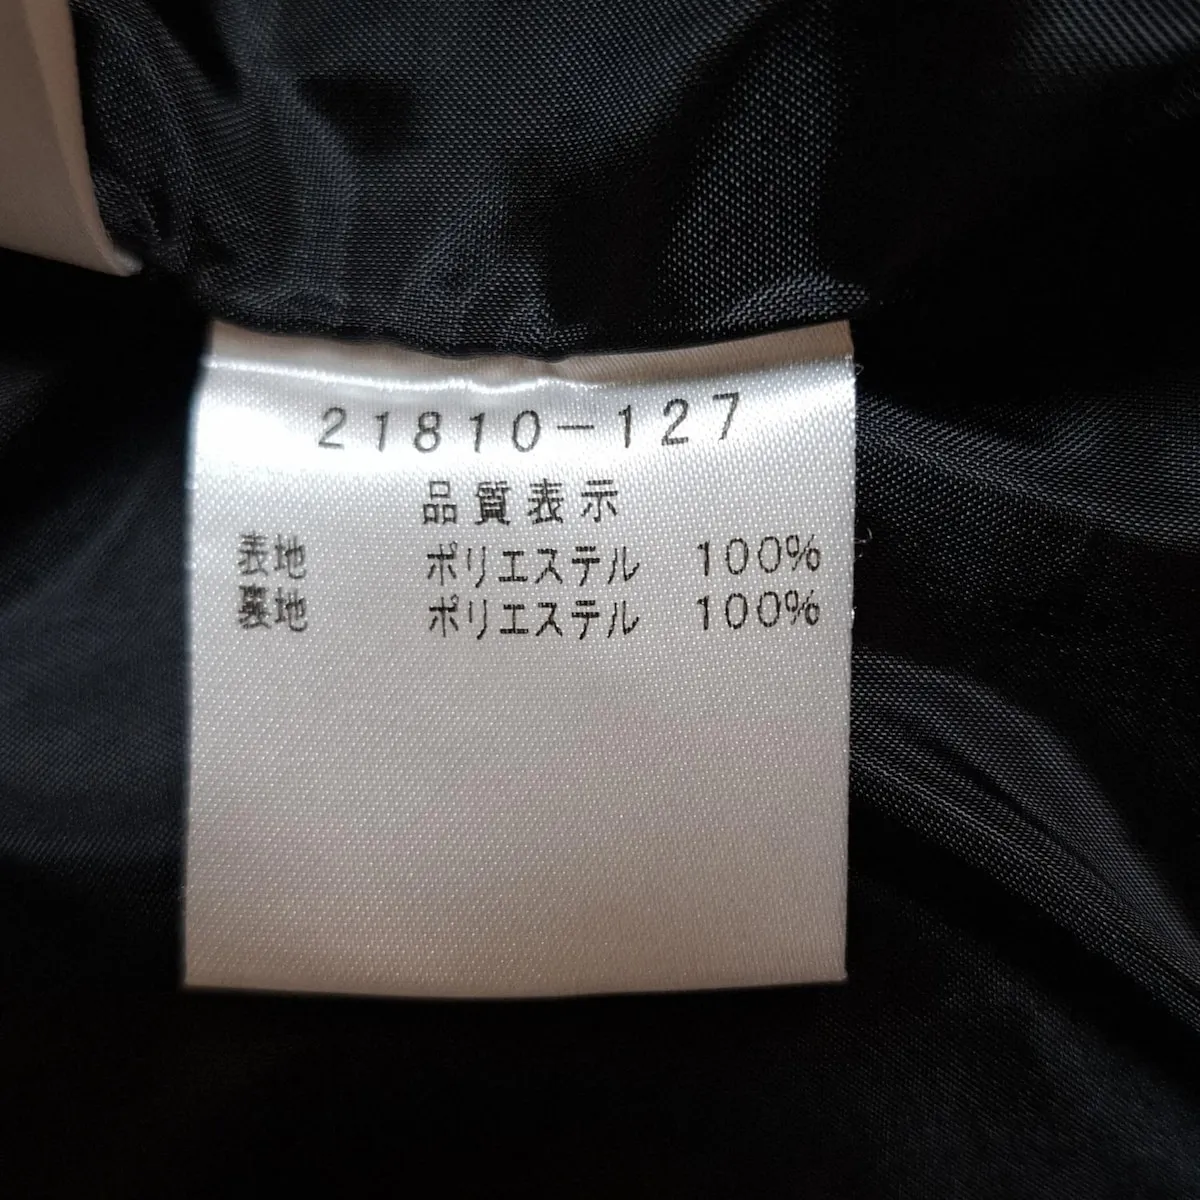 21810-127
品質表示
表地 ポリエステル 100%
裏地 ポリエステル 100%